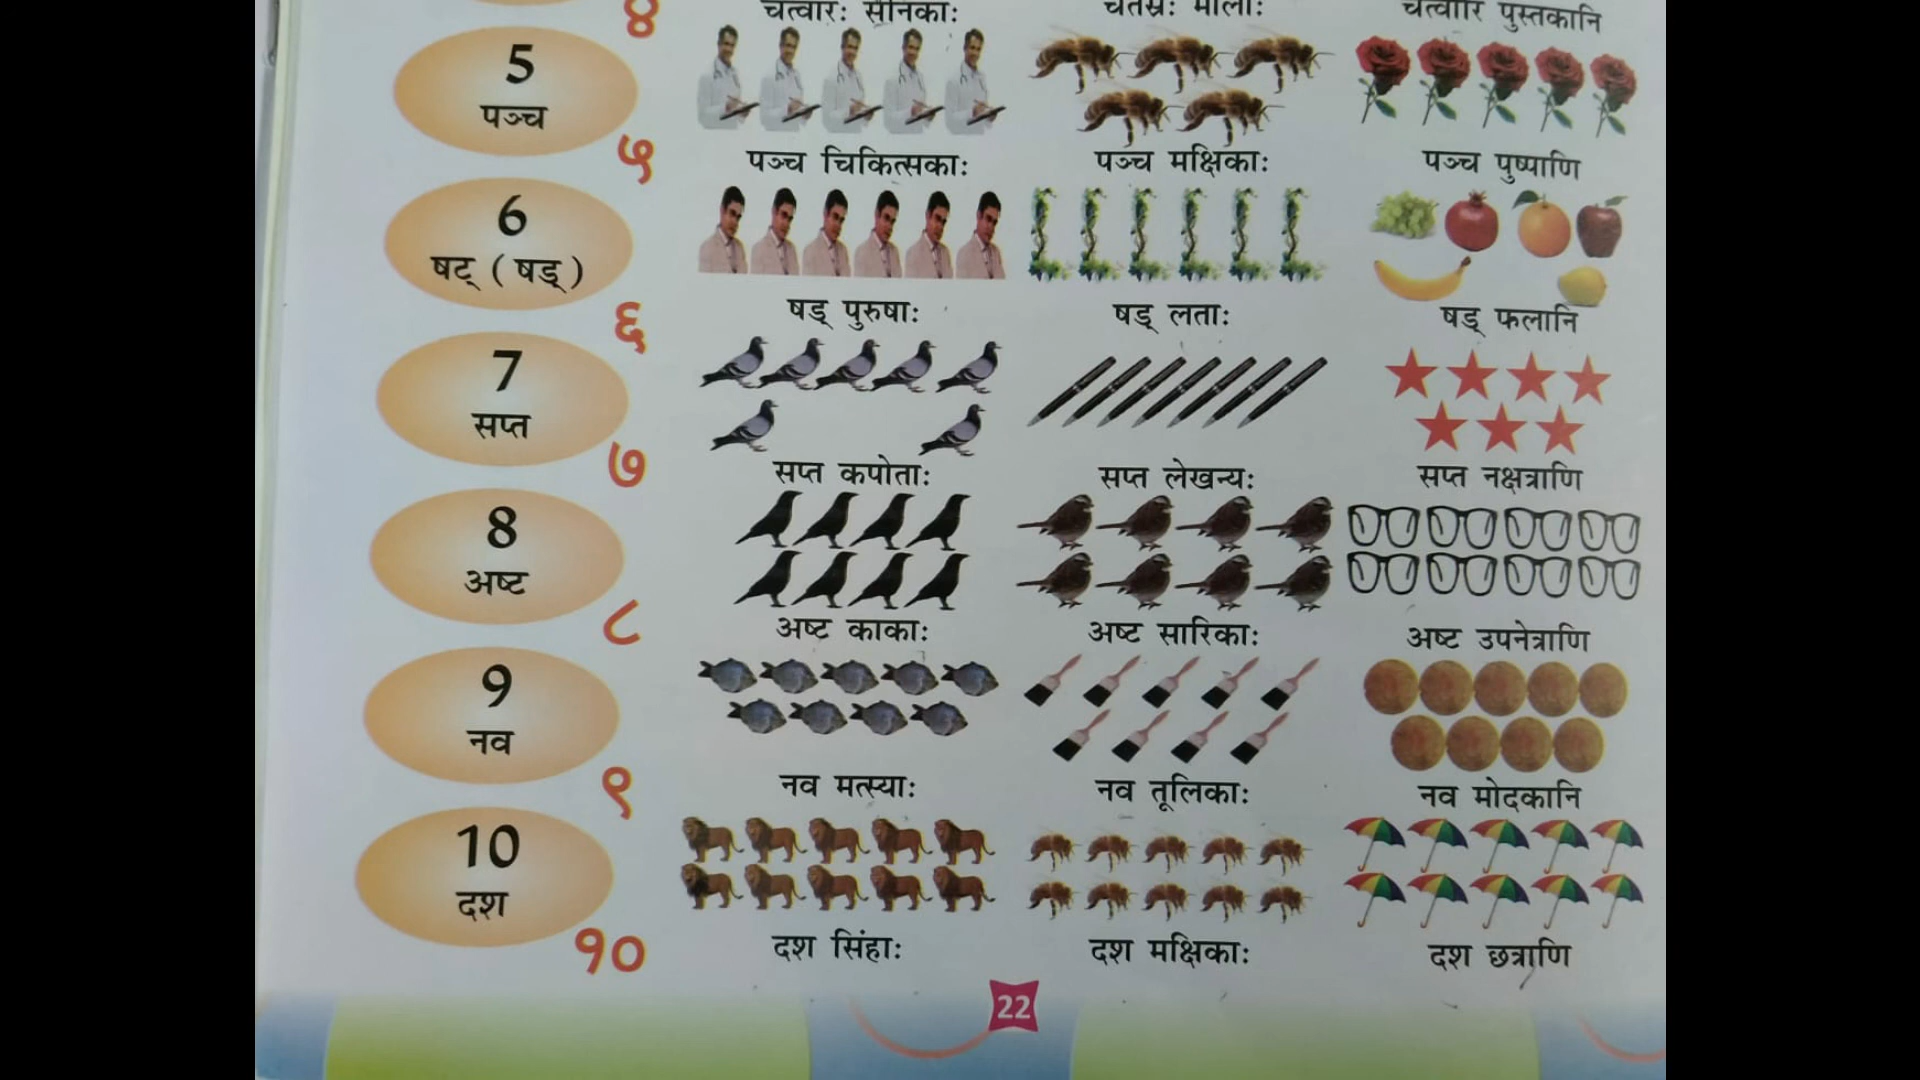 ४ चत्वारः सैनिकाः चतस्रः मालाः चत्वारि पुस्तकानि
5
पञ्च
५ पञ्च चिकित्सकाः पञ्च मक्षिकाः पञ्च पुष्पाणि
6
षट् ( षड् )
६ षड् पुरुषाः षड् लताः षड् फलानि
7
सप्त
७ सप्त कपोताः सप्त लेखन्यः सप्त नक्षत्राणि
8
अष्ट
८ अष्ट काकाः अष्ट सारिकाः अष्ट उपनेत्राणि
9
नव
९ नव मत्स्याः नव तूलिकाः नव मोदकानि
10
दश
१० दश सिंहाः दश मक्षिकाः दश छत्राणि
22